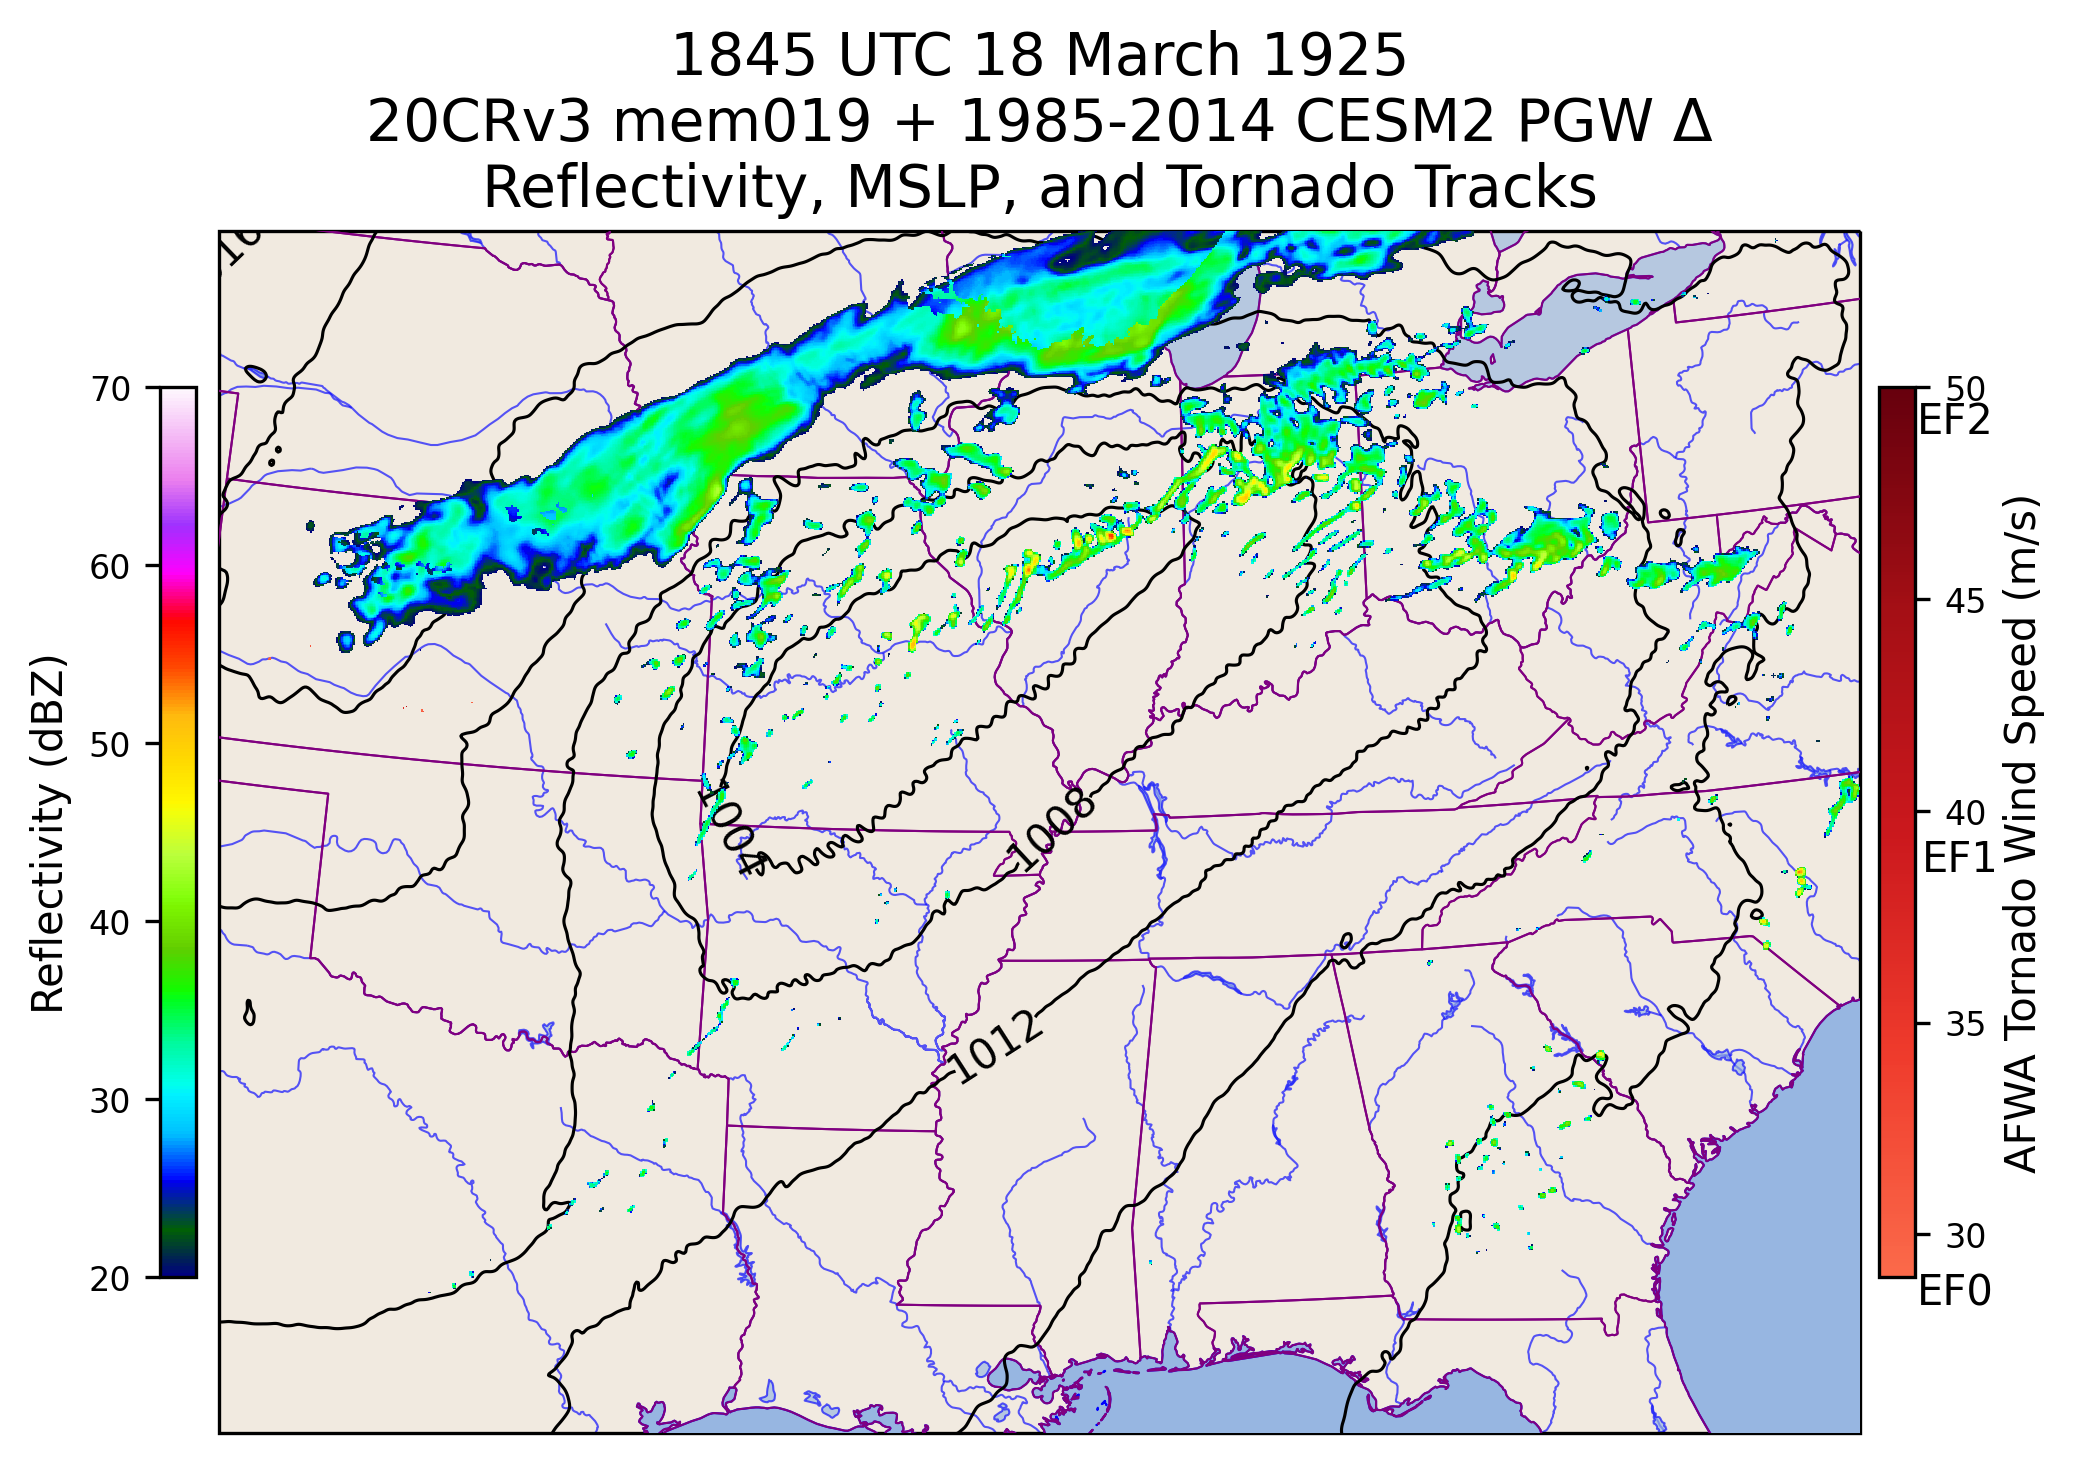 1845 UTC 18 March 1925
20CRv3 mem019 + 1985-2014 CESM2 PGW Δ
Reflectivity, MSLP, and Tornado Tracks
70
60
50
40
30
20
Reflectivity (dBZ)
1004
1008
1012
50
EF2
45
40
EF1
35
30
EF0
AFWA Tornado Wind Speed (m/s)